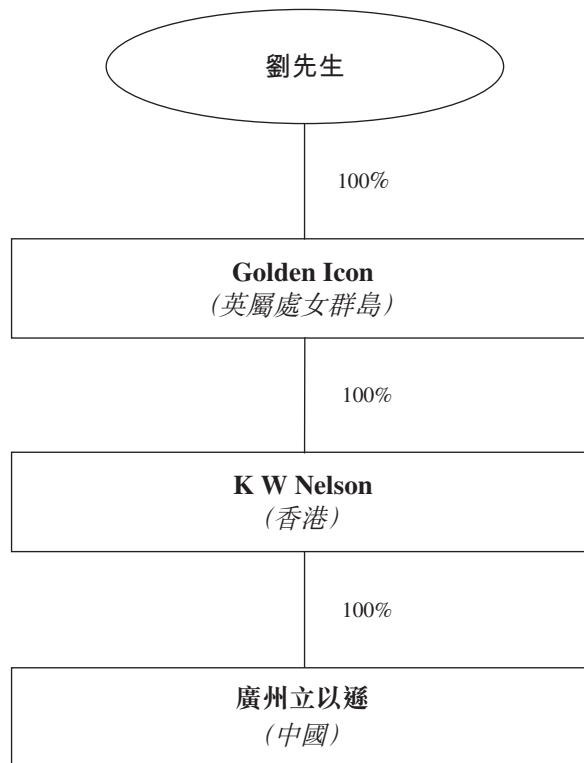 劉先生
100%
Golden Icon
(英屬處女群島)
100%
K W Nelson
(香港)
100%
廣州立以遜
(中國)